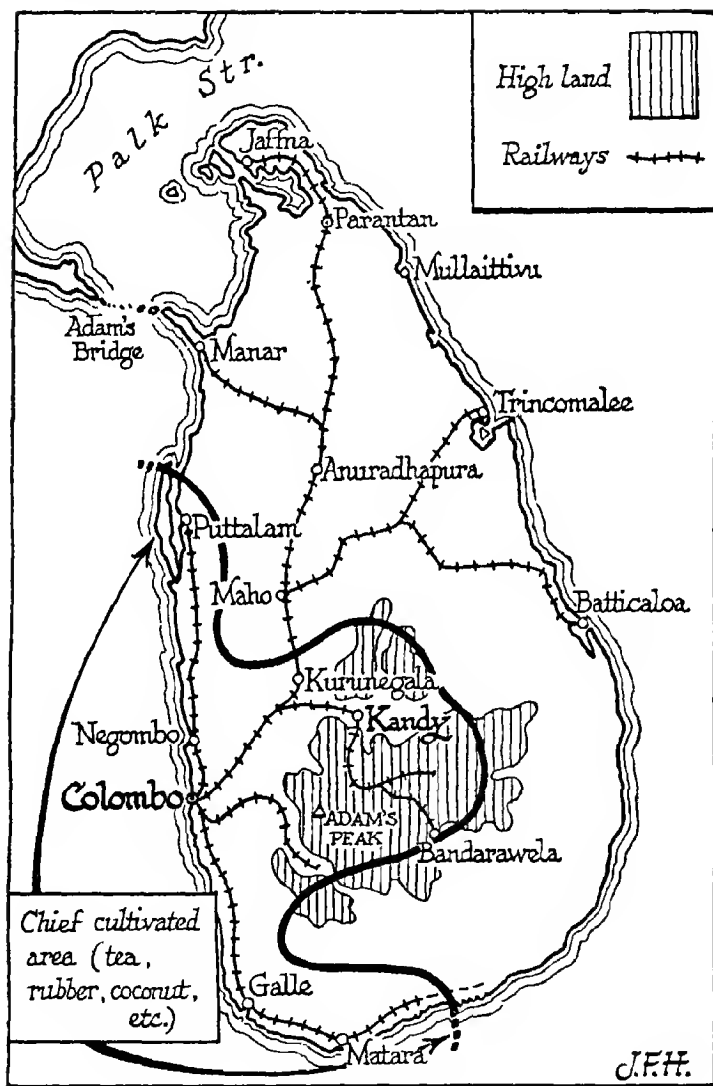 Palk Str.
High land
Railways
Jaffna
Parantan
Mullaittivu
Adam's
Bridge
Manar
Trincomalee
Anuradhapura
Puttalam
Maho
Batticaloa
Kurunegala
Kandy
Negombo
Colombo
ADAM'S
PEAK
Bandarawela
Chief cultivated
area (tea,
rubber, coconut,
etc.)
Galle
Matara
J.F.H.